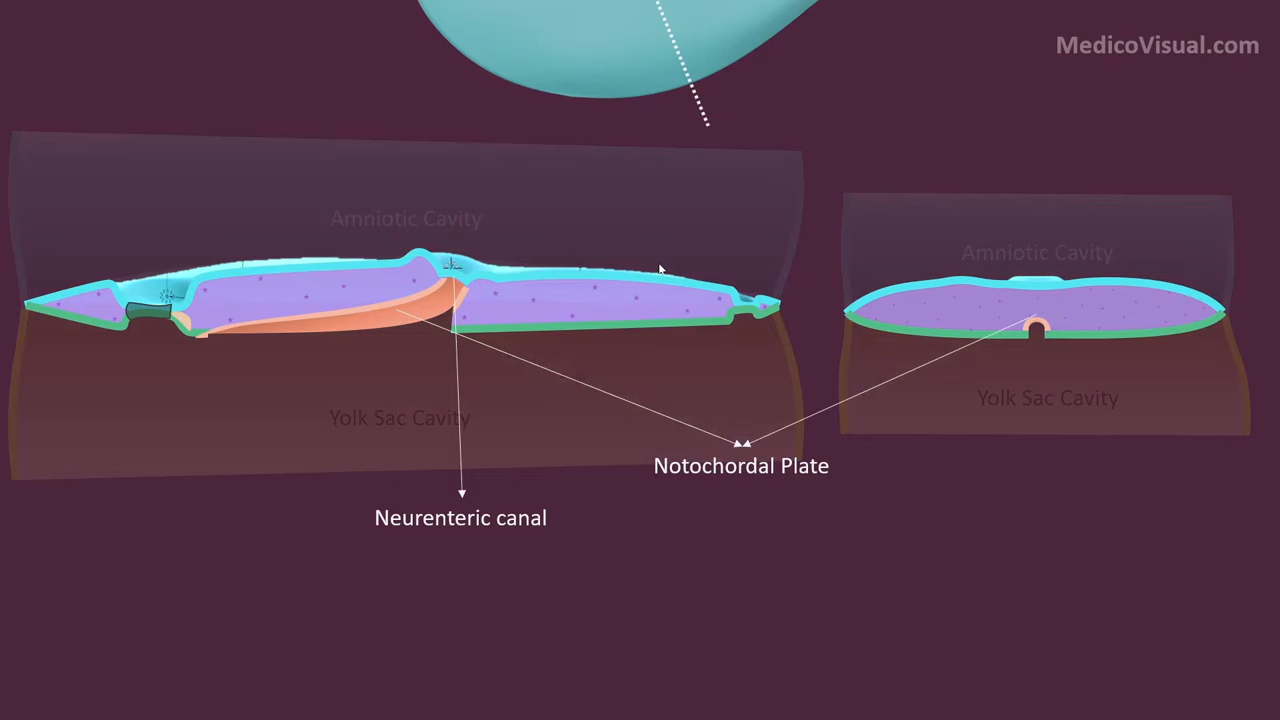 MedicoVisual.com
Amniotic Cavity
Amniotic Cavity
Yolk Sac Cavity
Yolk Sac Cavity
Notochordal Plate
Neurenteric canal